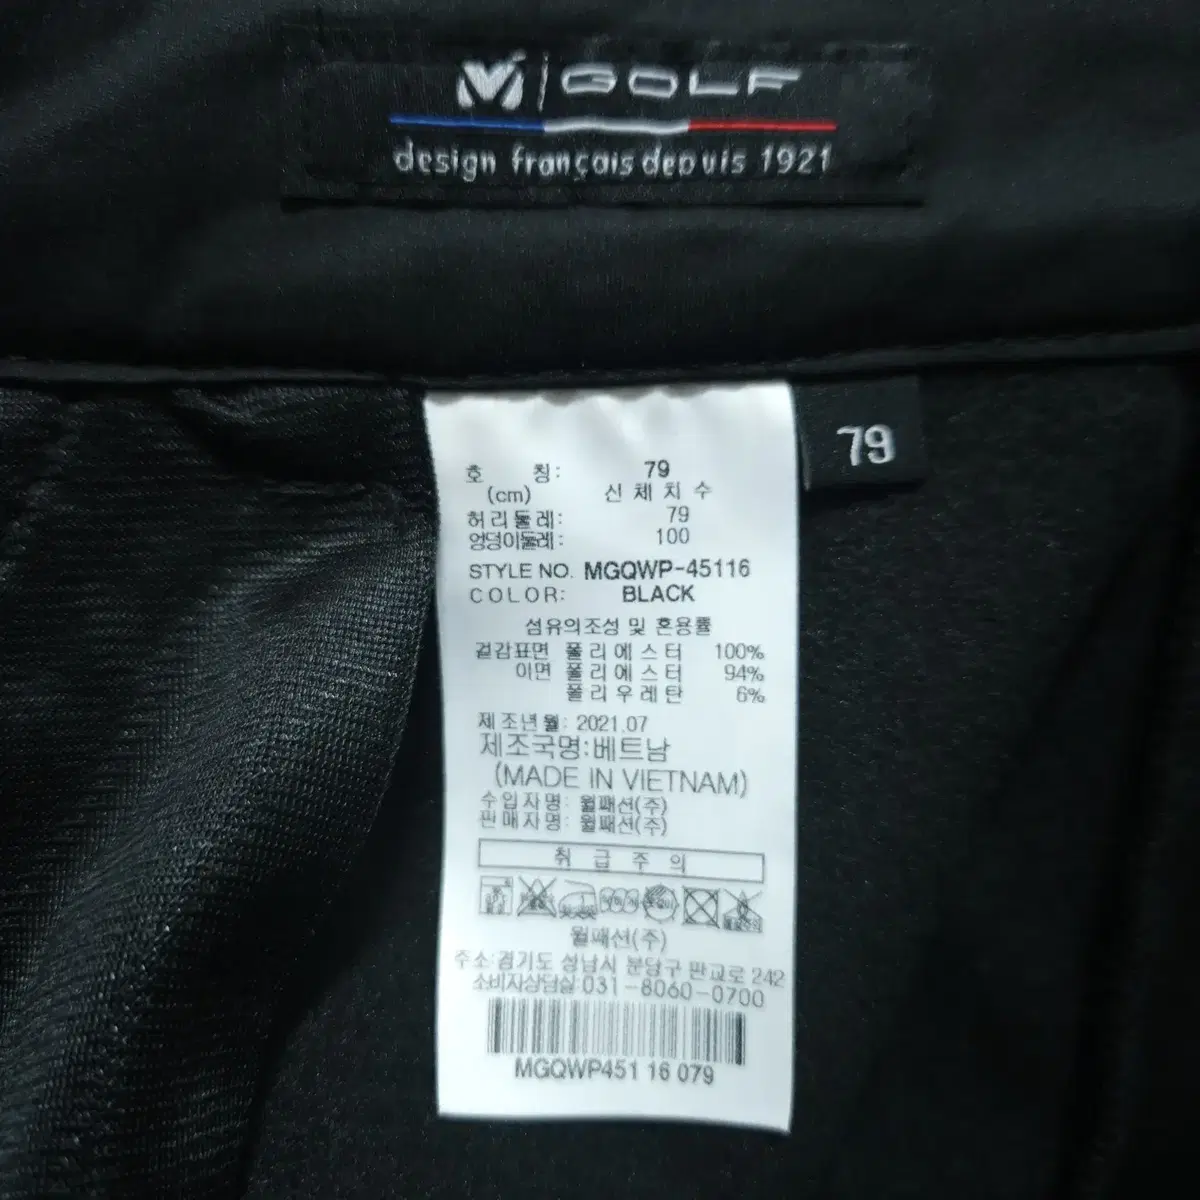 M | GOLF
design français depuis 1921
79
호 칭: 79
(cm) 신체치수
허리둘레: 79
엉덩이둘레: 100
STYLE NO. MGQWP-45116
COLOR: BLACK
섬유의조성 및 혼용률
겉감표면 폴리에스터 100%
이면 폴리에스터 94%
폴리우레탄 6%
제조년월: 2021.07
제조국명:베트남
(MADE IN VIETNAM)
수입자명: 월패션(주)
판매자명: 월패션(주)
취급주의
월패션(주)
주소:경기도 성남시 분당구 판교로 242
소비자상담실:031-8060-0700
MGQWP451 16 079